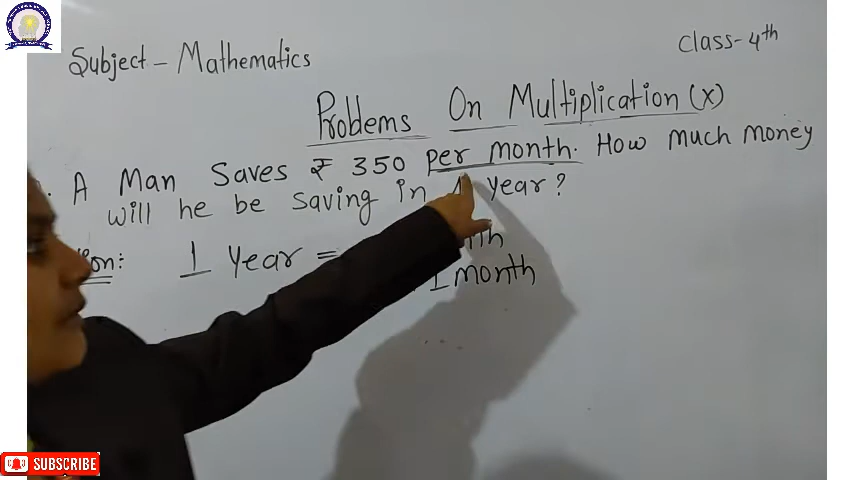 Subject - Mathematics
Class- 4th
Problems On Multiplication (x)
A Man Saves ₹ 350 per month. How much money
will he be saving in 1 year?
1 Year =
1 month
SUBSCRIBE